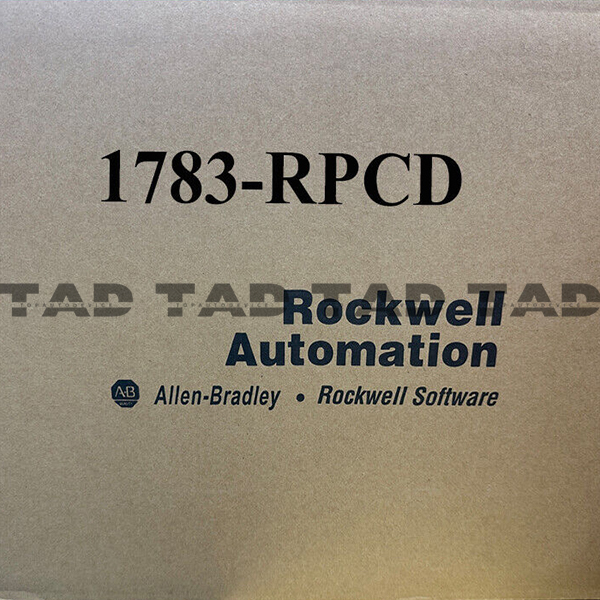 1783-RPCD
TAD TAD TAD TAD
Rockwell
Automation
AB Allen-Bradley • Rockwell Software